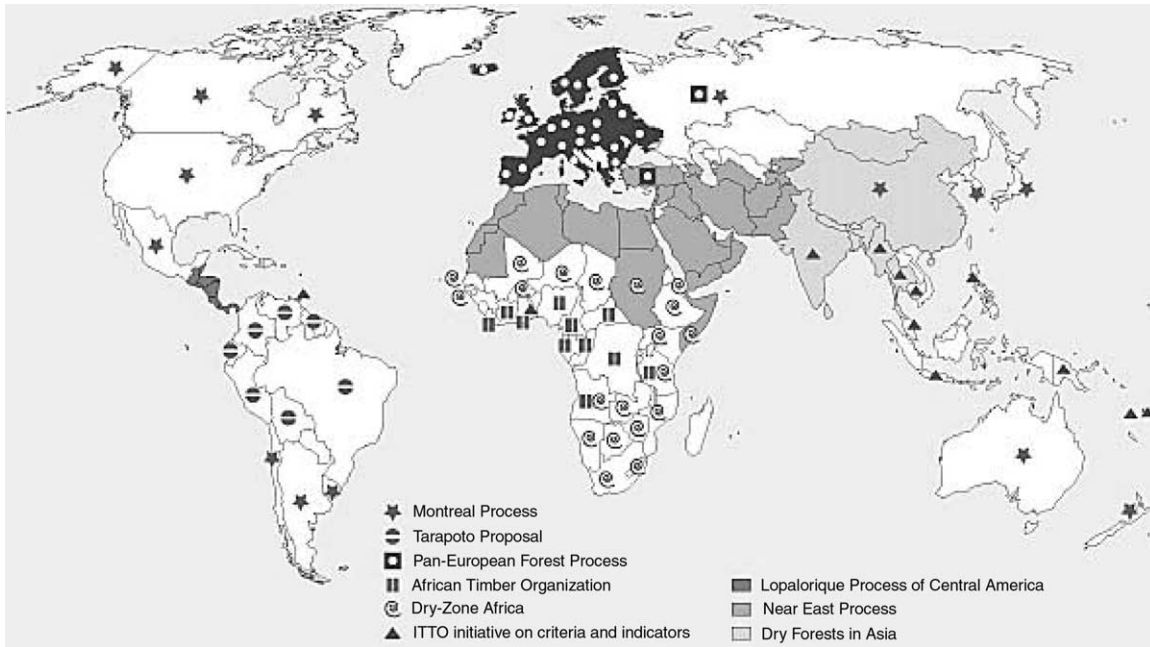 Montreal Process
Tarapoto Proposal
Pan-European Forest Process
African Timber Organization
Dry-Zone Africa
ITTO initiative on criteria and indicators
Lopalorique Process of Central America
Near East Process
Dry Forests in Asia